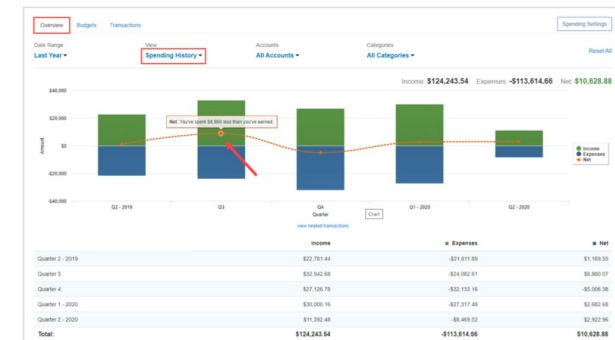 Overview Budgets Transactions Spending Settings
Date Range View Accounts Categories
Last Year Spending History All Accounts All Categories Reset All
Income: $124,243.54 Expenses: -$113,614.66 Net: $10,628.88
$40,000
$20,000
$0
-$20,000
-$40,000
Amount
Net: You've spent $8,860 less than you've earned
Income
Expenses
Net
Q2 - 2019 Q3 Q4 Q1 - 2020 Q2 - 2020
Quarter
Chart
view related transactions
Income Expenses Net
Quarter 2 - 2019 $22,781.44 -$21,611.89 $1,169.55
Quarter 3 $32,942.68 -$24,082.61 $8,860.07
Quarter 4 $27,126.78 -$32,133.16 -$5,006.38
Quarter 1 - 2020 $30,000.16 -$27,317.48 $2,682.68
Quarter 2 - 2020 $11,392.48 -$8,469.52 $2,922.96
Total: $124,243.54 -$113,614.66 $10,628.88